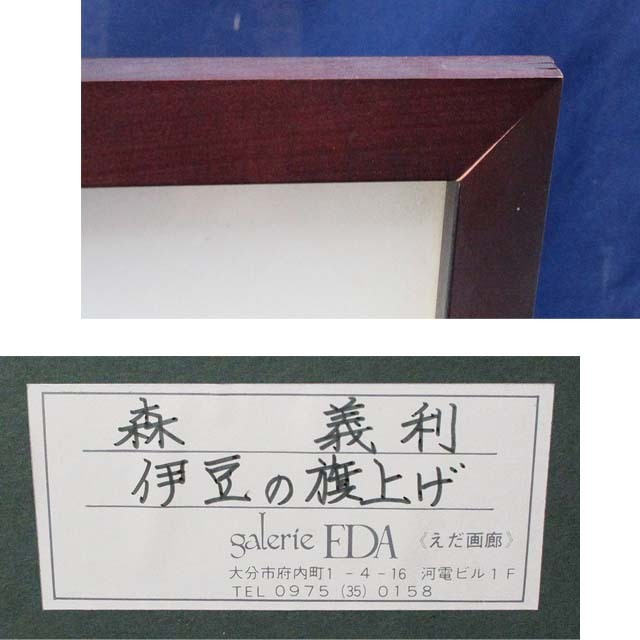 森 義利
伊豆の旗上げ
galerie EDA 《えだ画廊》
大分市府内町1-4-16 河電ビル1F
TEL 0975 (35) 0158